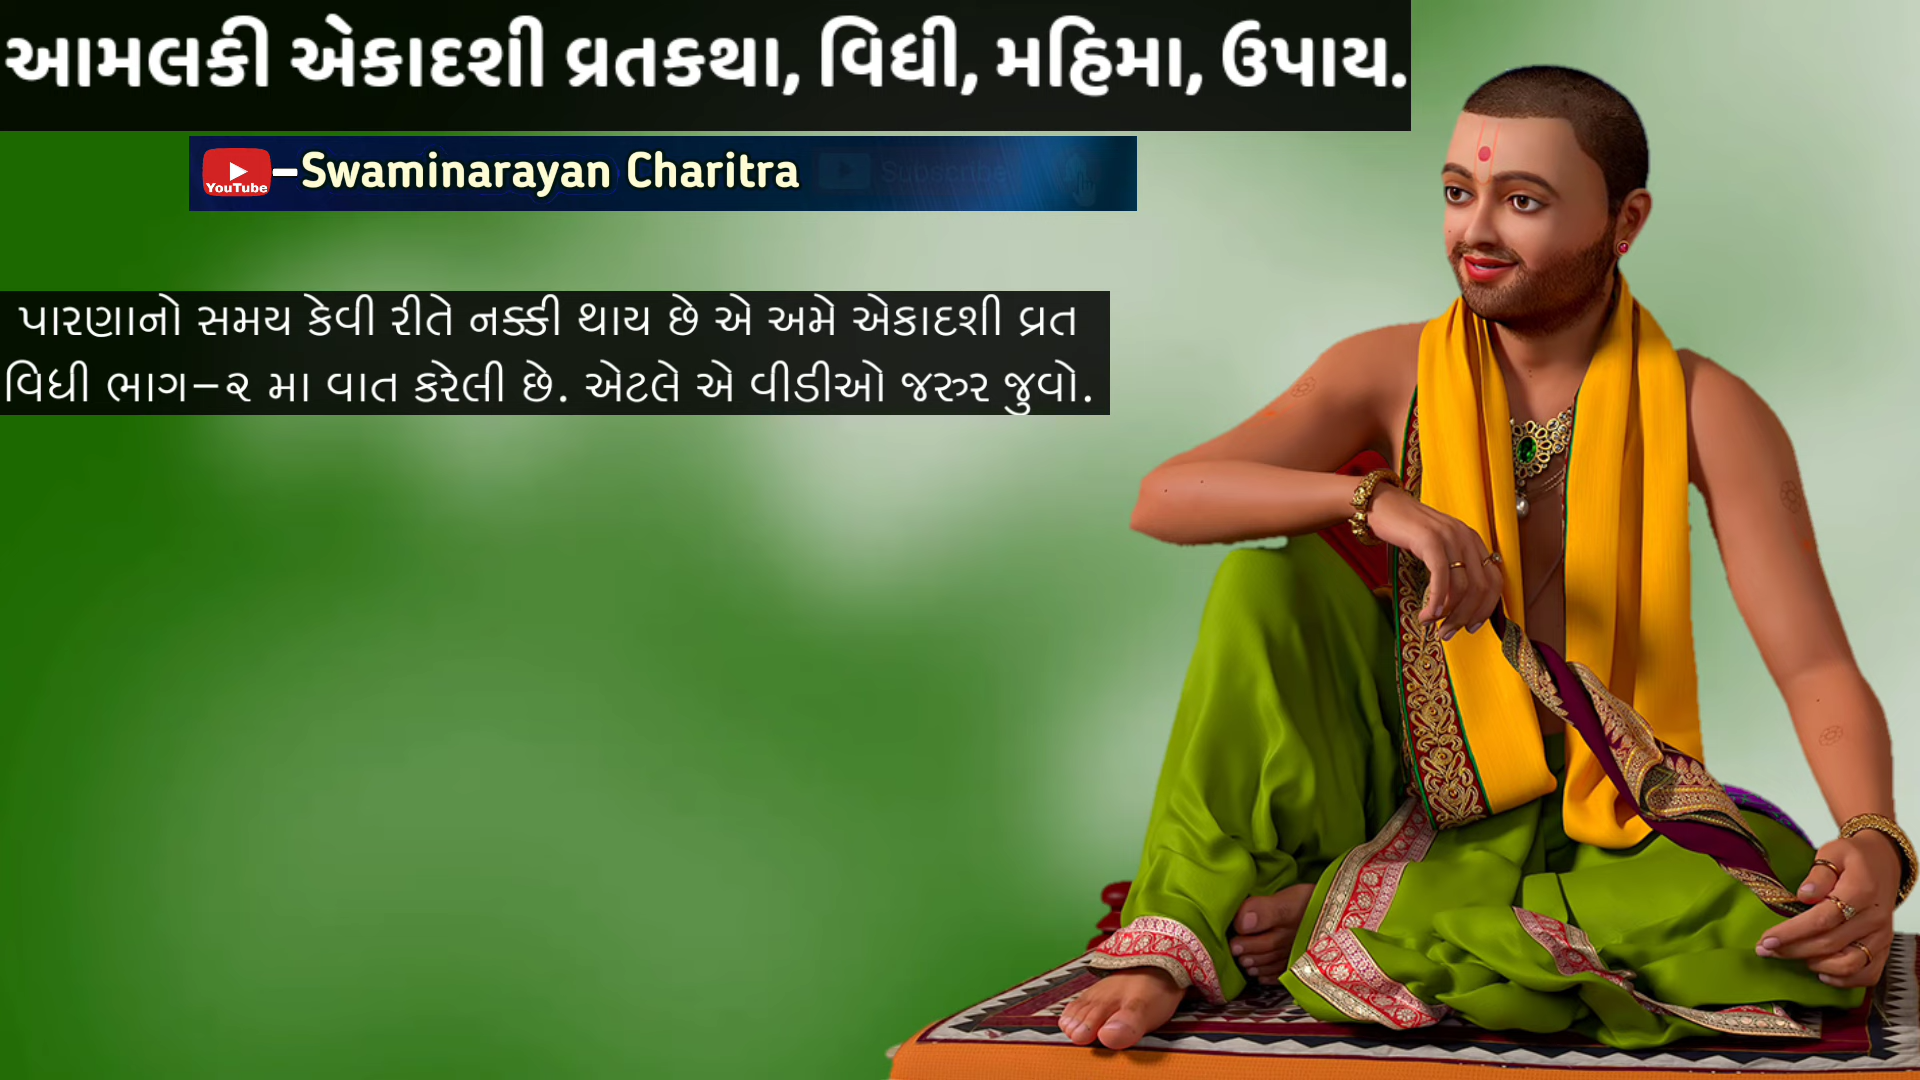 આમલકી એકાદશી વ્રતકથા, વિધી, મહિમા, ઉપાય.
YouTube –Swaminarayan Charitra Subscribe
પારણાનો સમય કેવી રીતે નક્કી થાય છે એ અમે એકાદશી વ્રત
વિધી ભાગ–૨ મા વાત કરેલી છે. એટલે એ વીડીઓ જરુર જુવો.